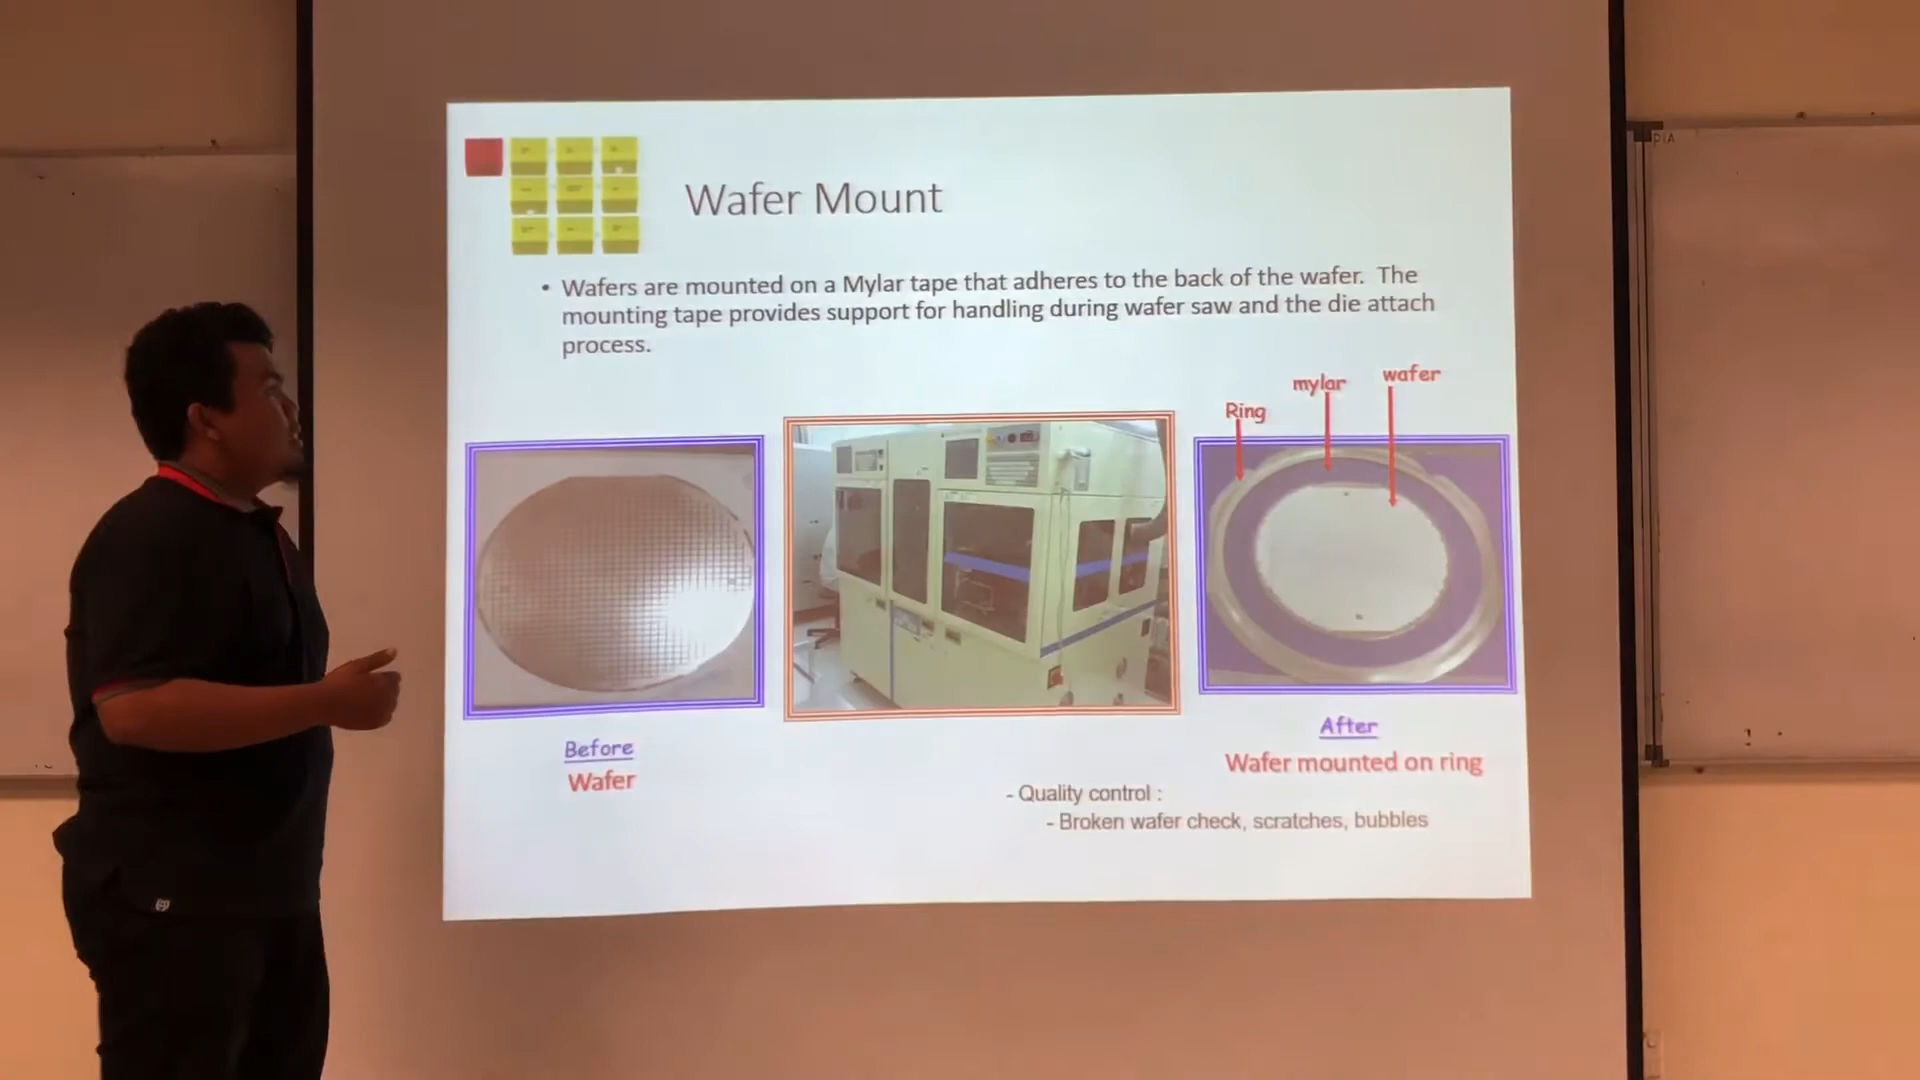 Wafer Mount
• Wafers are mounted on a Mylar tape that adheres to the back of the wafer. The
mounting tape provides support for handling during wafer saw and the die attach
process.
Ring
mylar
wafer
Before
Wafer
After
Wafer mounted on ring
- Quality control :
- Broken wafer check, scratches, bubbles